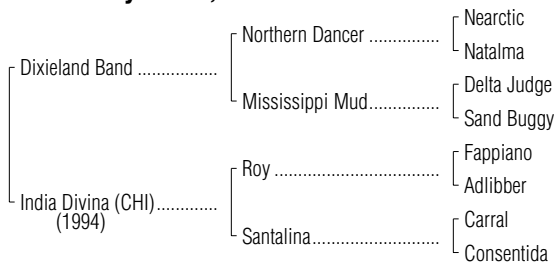 Nearctic
Northern Dancer ...............
Natalma
Dixieland Band .................
Delta Judge
Mississippi Mud...............
Sand Buggy
Fappiano
Roy ....................................
Adlibber
India Divina (CHI).............
(1994)
Carral
Santalina............................
Consentida